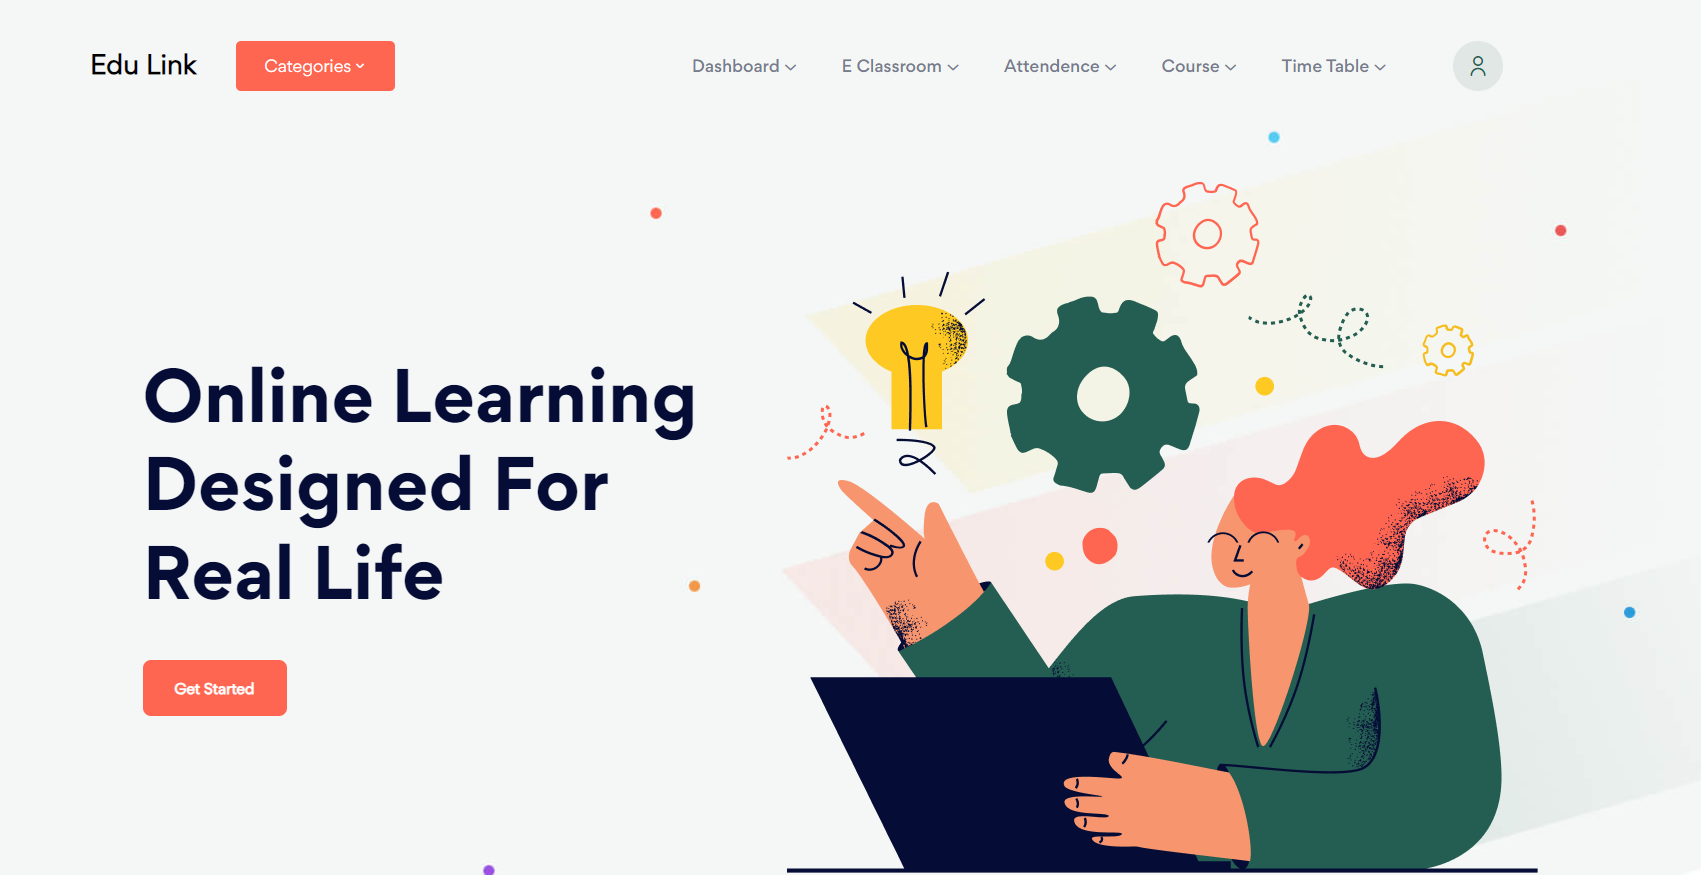 Edu Link
Categories
Dashboard
E Classroom
Attendence
Course
Time Table
Online Learning
Designed For
Real Life
Get Started